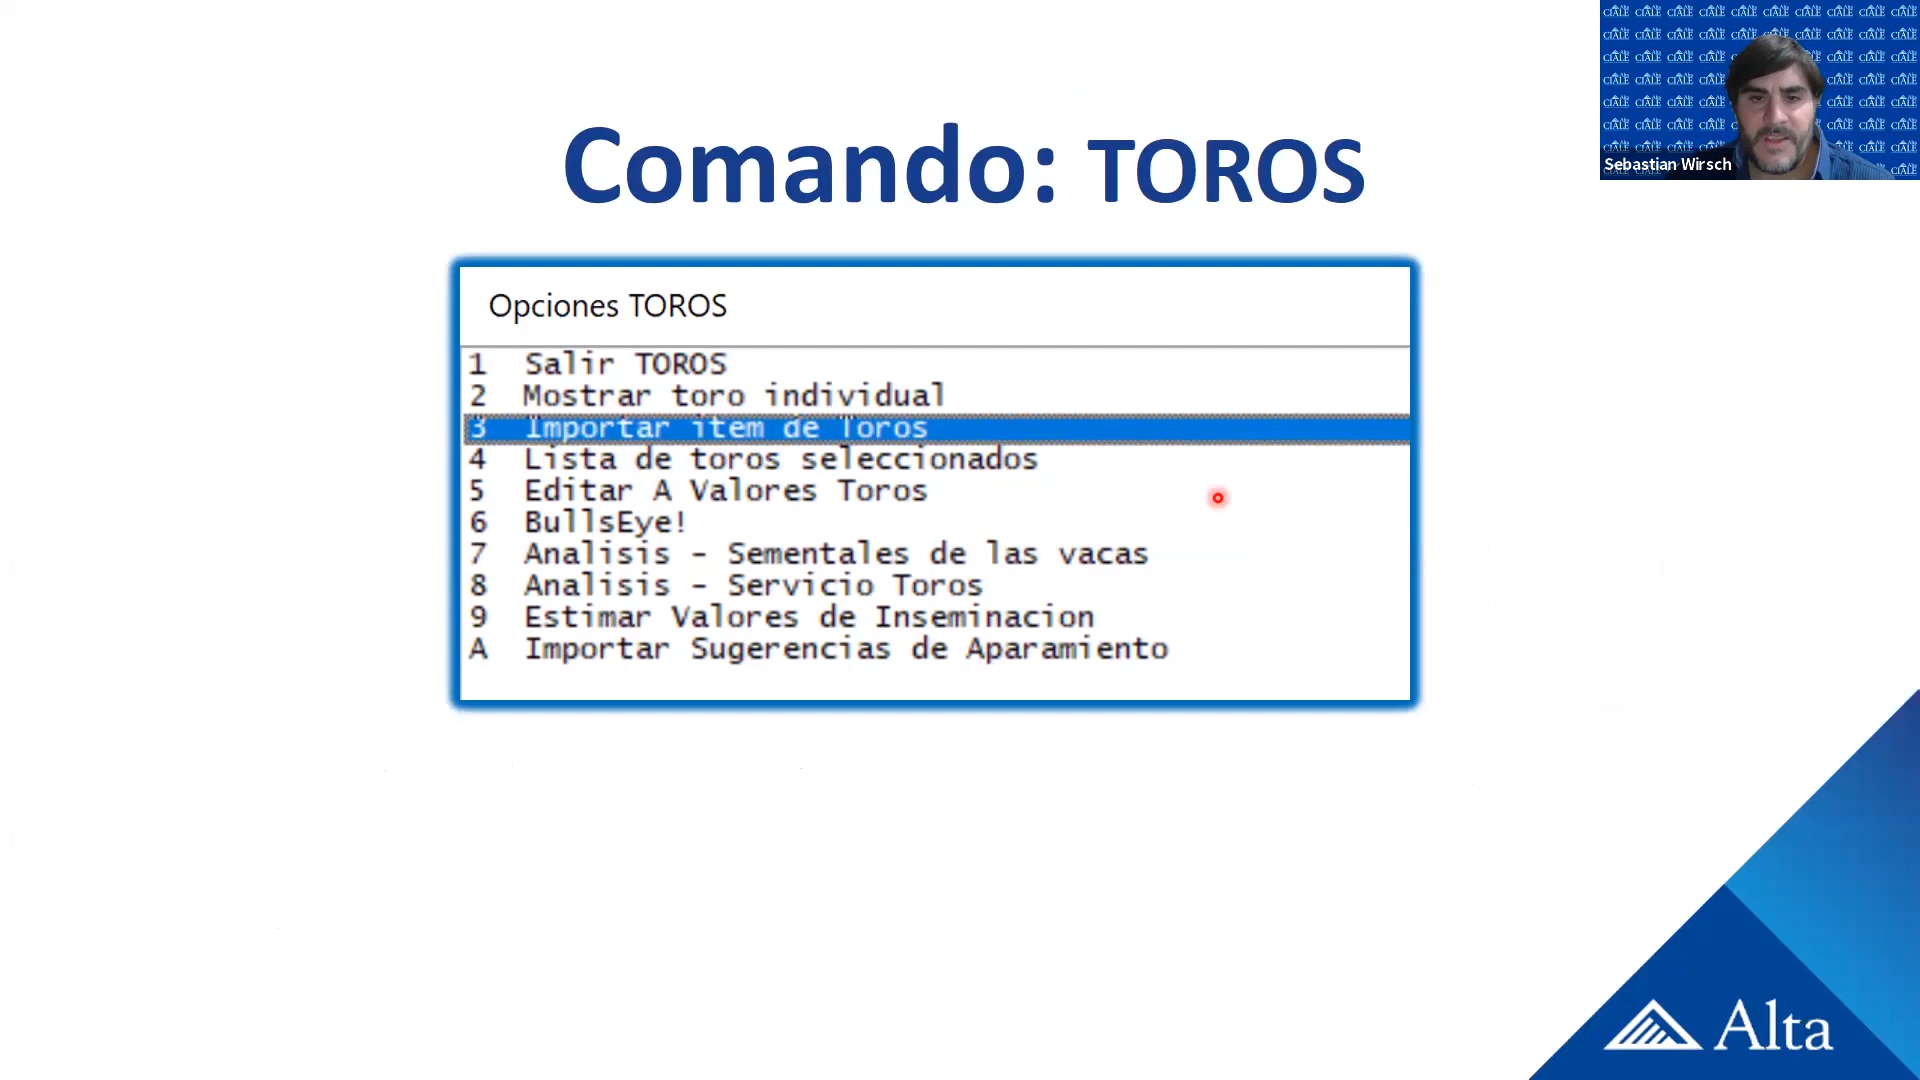 Comando: TOROS
Opciones TOROS
1 Salir TOROS
2 Mostrar toro individual
3 Importar item de Toros
4 Lista de toros seleccionados
5 Editar A Valores Toros
6 BullsEye!
7 Analisis - Sementales de las vacas
8 Analisis - Servicio Toros
9 Estimar Valores de Inseminacion
A Importar Sugerencias de Aparamiento
Sebastian Wirsch
Alta